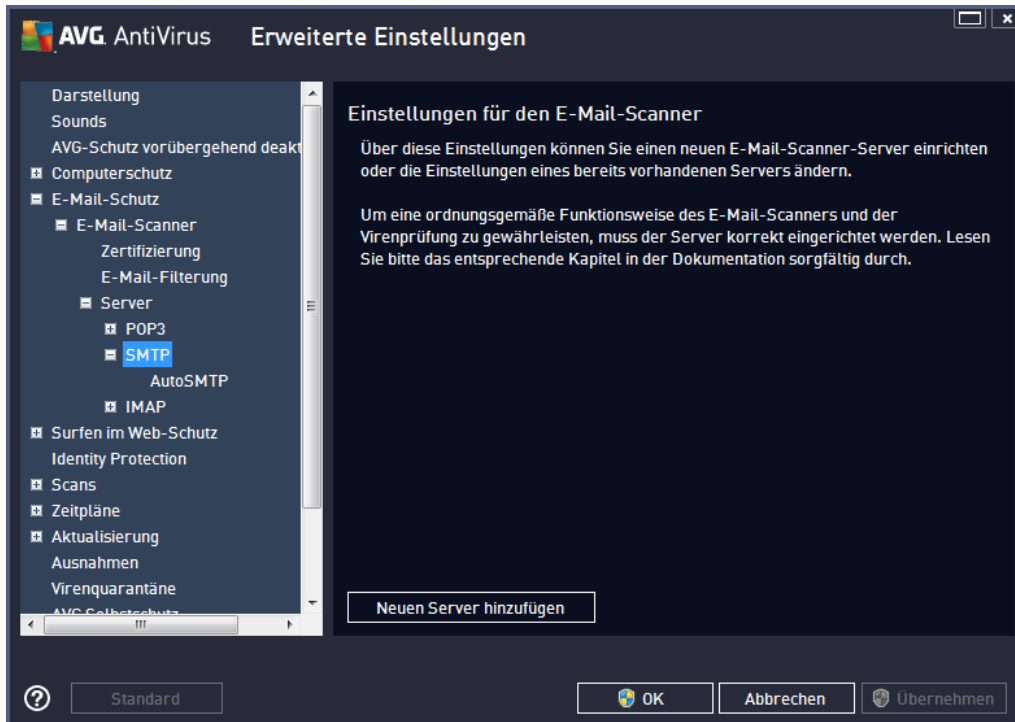 AVG. AntiVirus Erweiterte Einstellungen
Darstellung
Sounds
AVG-Schutz vorübergehend deakt
Computerschutz
E-Mail-Schutz
E-Mail-Scanner
Zertifizierung
E-Mail-Filterung
Server
POP3
SMTP
AutoSMTP
IMAP
Surfen im Web-Schutz
Identity Protection
Scans
Zeitpläne
Aktualisierung
Ausnahmen
Virenquarantäne
AVG Selbstschutz
Einstellungen für den E-Mail-Scanner
Über diese Einstellungen können Sie einen neuen E-Mail-Scanner-Server einrichten
oder die Einstellungen eines bereits vorhandenen Servers ändern.
Um eine ordnungsgemäße Funktionsweise des E-Mail-Scanners und der
Virenprüfung zu gewährleisten, muss der Server korrekt eingerichtet werden. Lesen
Sie bitte das entsprechende Kapitel in der Dokumentation sorgfältig durch.
Neuen Server hinzufügen
? Standard OK Abbrechen Übernehmen